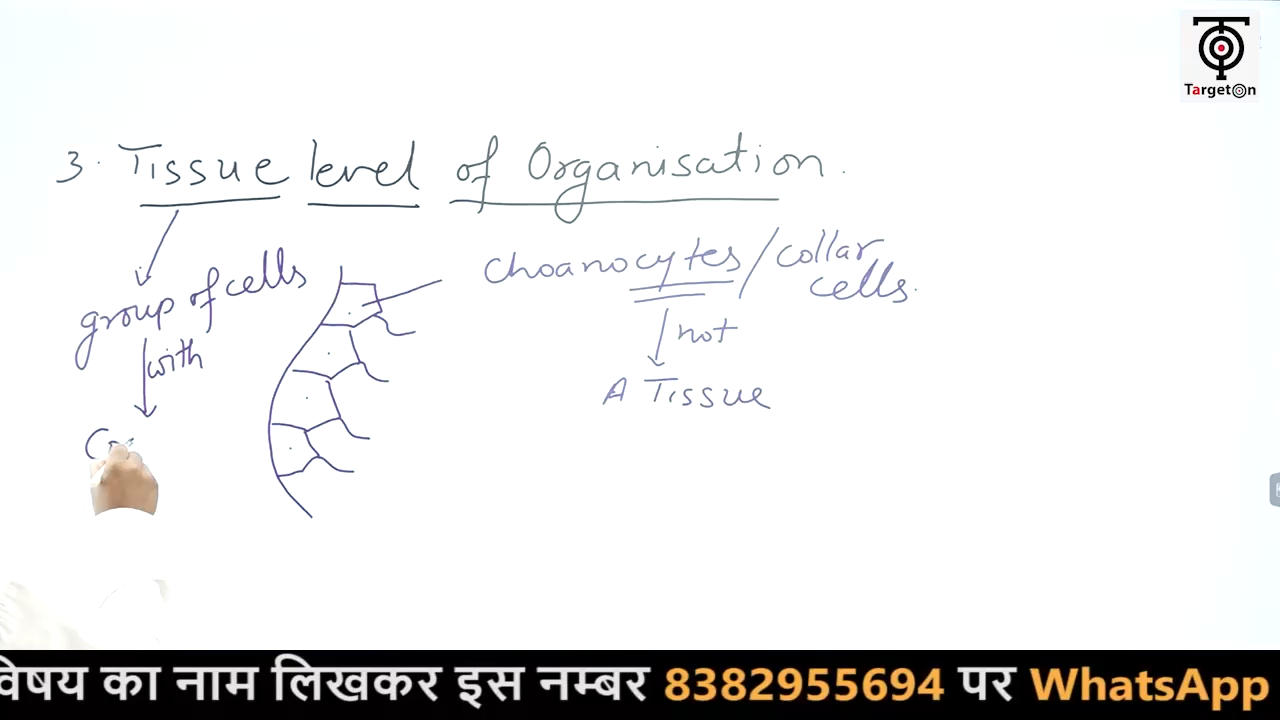 TargetOn
3. Tissue level of Organisation.
group of cells
with
Choanocytes / collar
cells.
not
A Tissue
विषय का नाम लिखकर इस नम्बर 8382955694 पर WhatsApp